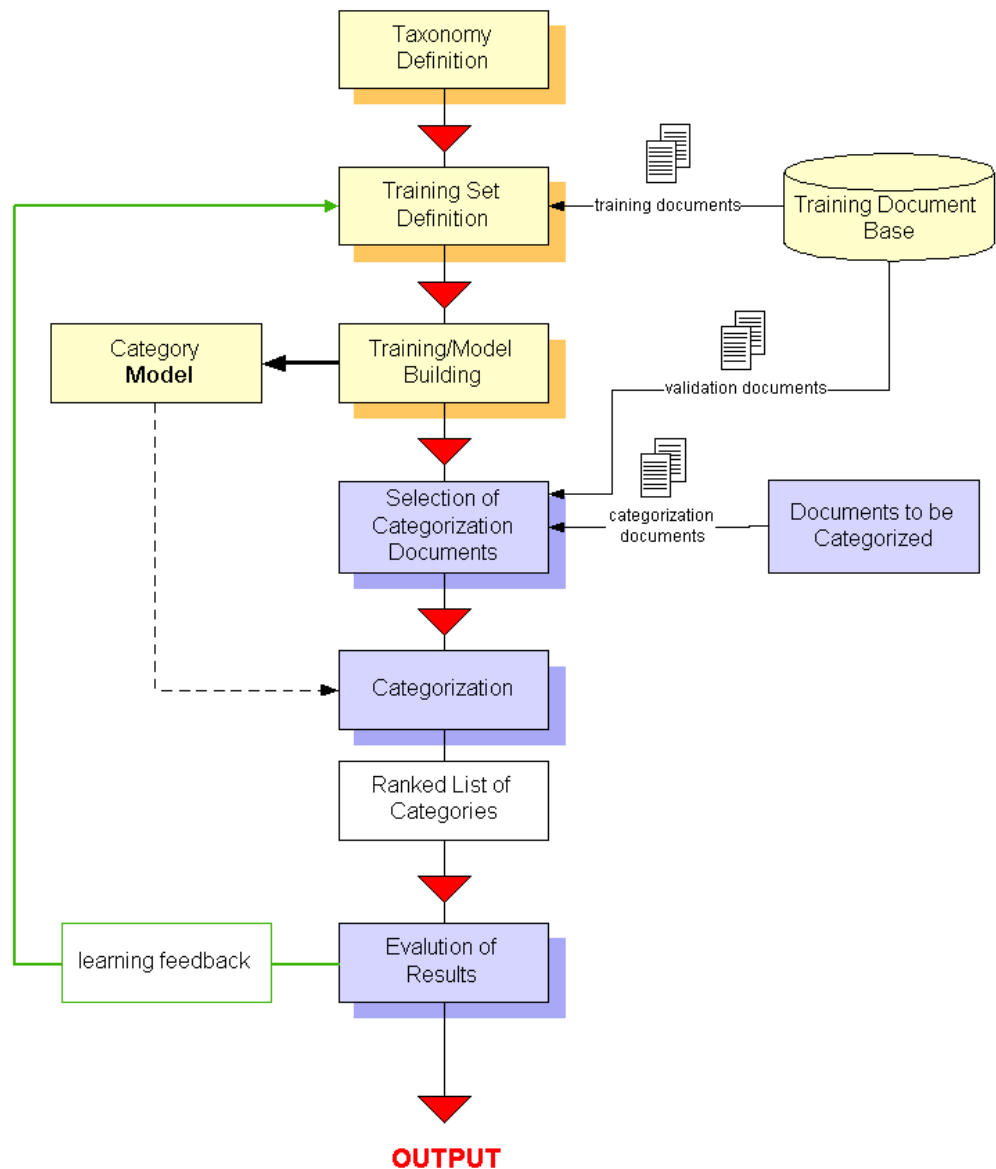 Taxonomy
Definition
Training Set
Definition
training documents
Training Document
Base
Category
Model
Training/Model
Building
validation documents
Selection of
Categorization
Documents
categorization
documents
Documents to be
Categorized
Categorization
Ranked List of
Categories
learning feedback
Evalution of
Results
OUTPUT